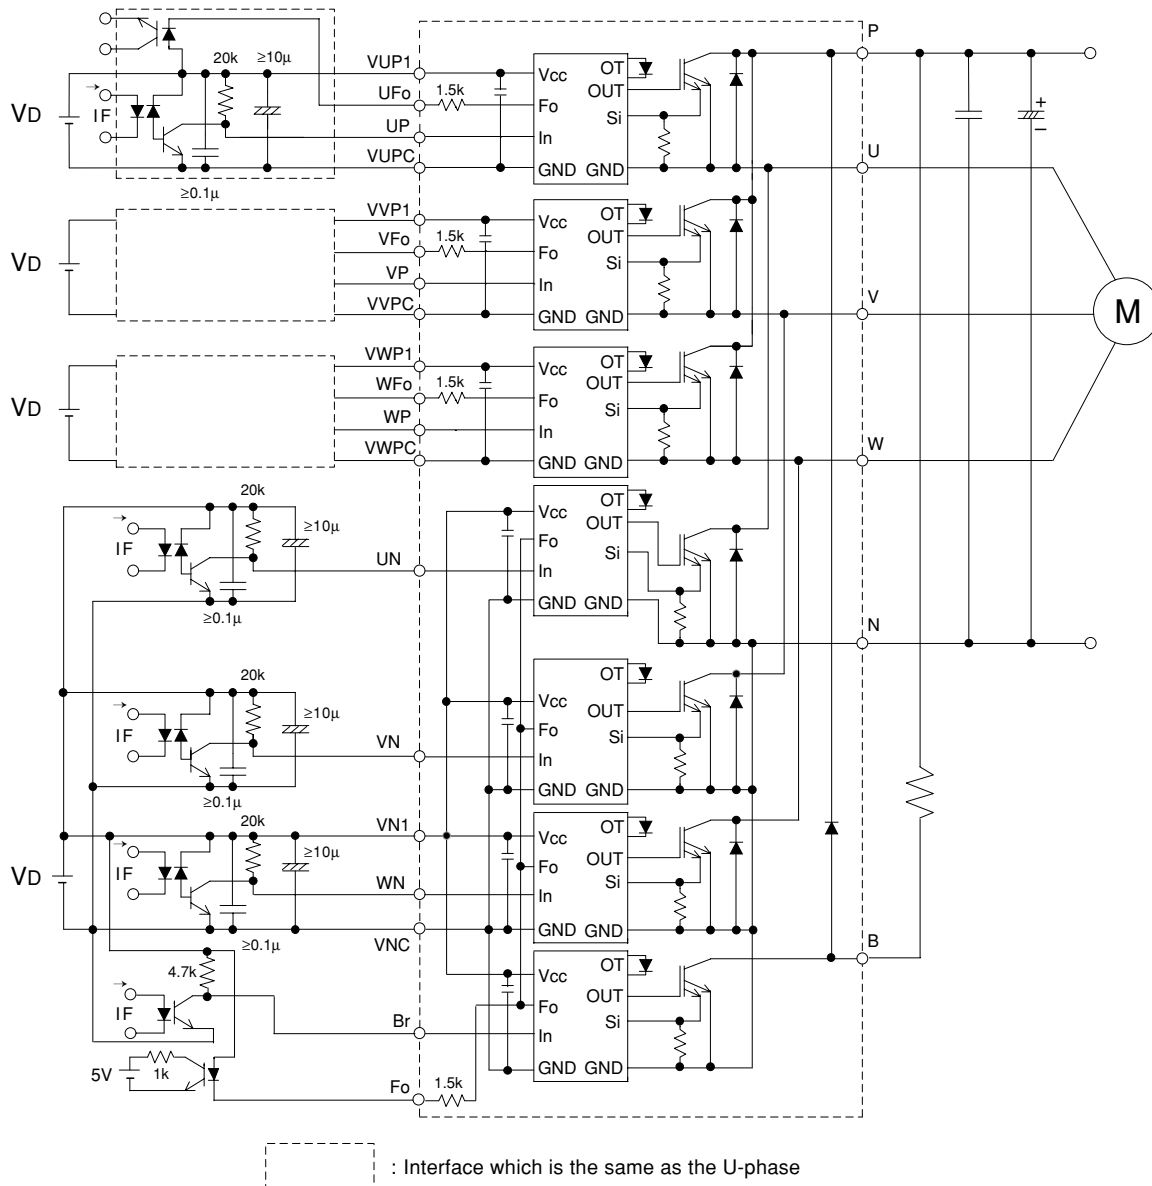 P
20k
≥10μ
VUP1
Vcc
OT
OUT
UFo
1.5k
Fo
Si
VD
IF
UP
In
+
–
VUPC
GND GND
U
≥0.1μ
VVP1
Vcc
OT
OUT
VFo
1.5k
Fo
Si
VD
VP
In
VVPC
GND GND
V
M
VWP1
Vcc
OT
OUT
WFo
1.5k
Fo
Si
VD
WP
In
VWPC
GND GND
W
20k
≥10μ
IF
UN
Vcc
OT
OUT
Fo
Si
In
GND GND
≥0.1μ
N
20k
≥10μ
IF
VN
Vcc
OT
OUT
Fo
Si
In
GND GND
≥0.1μ
20k
≥10μ
VD
IF
VN1
WN
Vcc
OT
OUT
Fo
Si
In
GND GND
≥0.1μ
VNC
B
4.7k
IF
Br
Vcc
OT
OUT
Fo
Si
In
GND GND
5V
1k
Fo
1.5k
: Interface which is the same as the U-phase